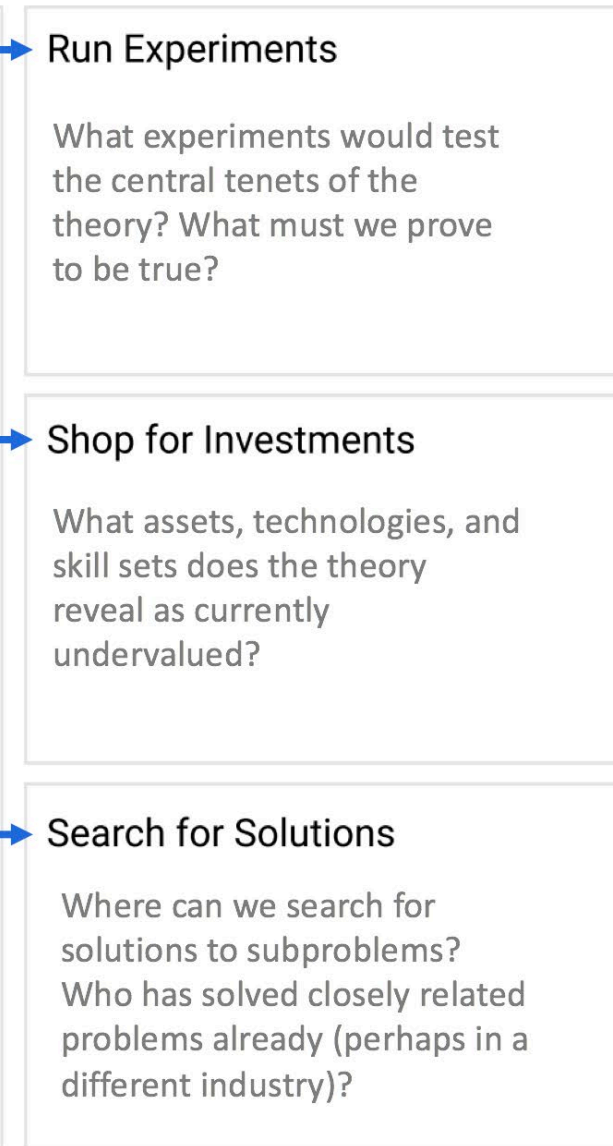 Run Experiments
What experiments would test
the central tenets of the
theory? What must we prove
to be true?
Shop for Investments
What assets, technologies, and
skill sets does the theory
reveal as currently
undervalued?
Search for Solutions
Where can we search for
solutions to subproblems?
Who has solved closely related
problems already (perhaps in a
different industry)?